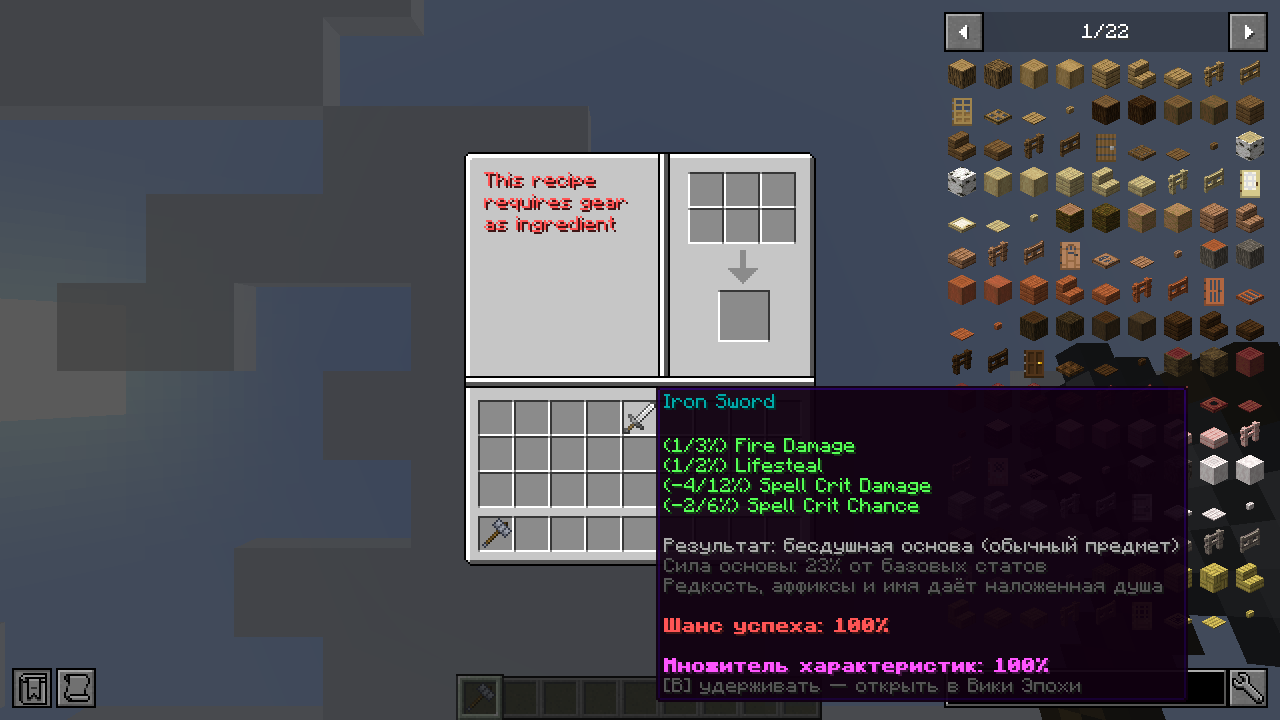 1/22
This recipe
requires gear
as ingredient
Iron Sword
(1/3%) Fire Damage
(1/2%) Lifesteal
(-4/12%) Spell Crit Damage
(-2/6%) Spell Crit Chance
Результат: бесдушная основа (обычный предмет)
Сила основы: 23% от базовых статов
Редкость, аффиксы и имя даёт наложенная душа
Шанс успеха: 100%
Множитель характеристик: 100%
[B] удерживать — открыть в Вики Эпохи